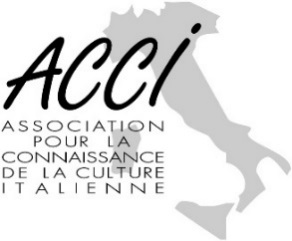 ACCI
ASSOCIATION
POUR LA
CONNAISSANCE
DE LA CULTURE
ITALIENNE